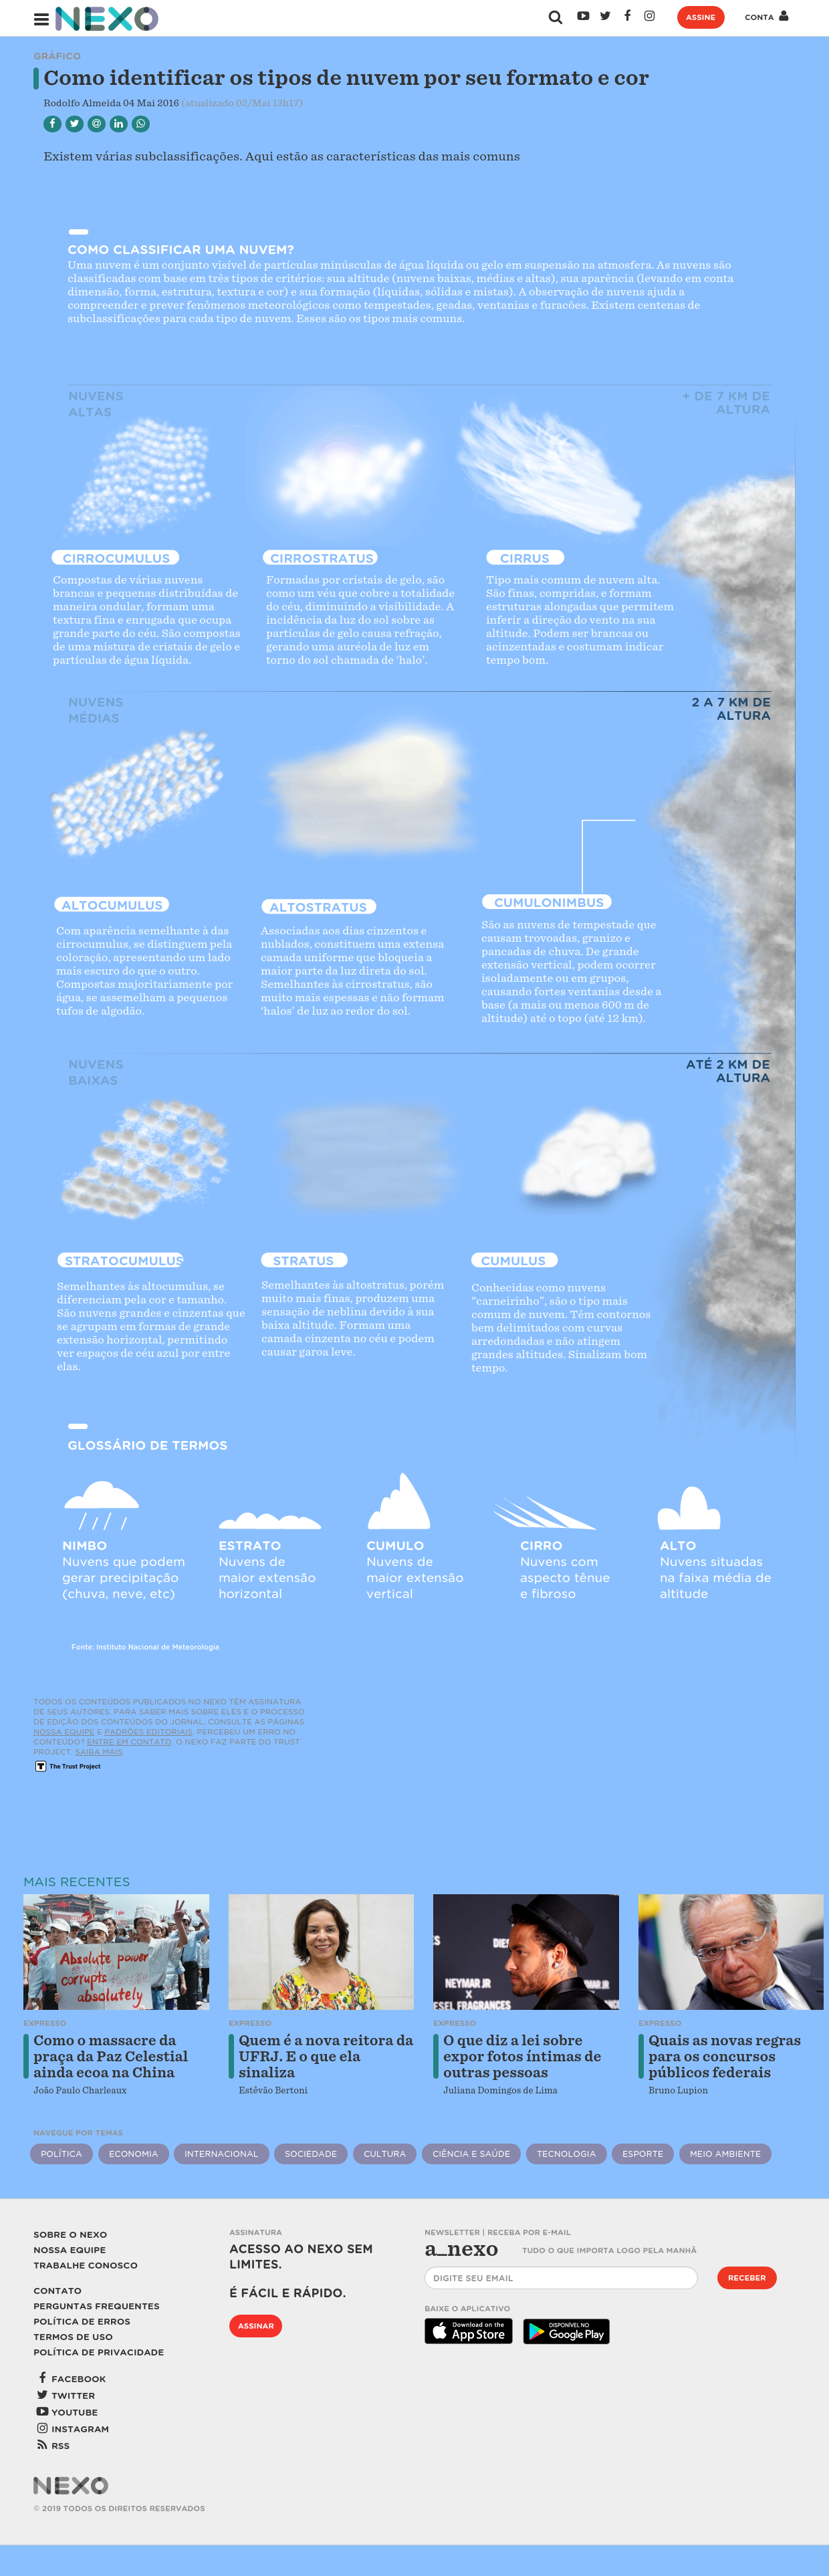 NEXO
ASSINE
CONTA
GRÁFICO
Como identificar os tipos de nuvem por seu formato e cor
Rodolfo Almeida 04 Mai 2016 (atualizado 02/Mai 13h17)
Existem várias subclassificações. Aqui estão as características das mais comuns
COMO CLASSIFICAR UMA NUVEM?
Uma nuvem é um conjunto visível de partículas minúsculas de água líquida ou gelo em suspensão na atmosfera. As nuvens são
classificadas com base em três tipos de critérios: sua altitude (nuvens baixas, médias e altas), sua aparência (levando em conta
dimensão, forma, estrutura, textura e cor) e sua formação (líquidas, sólidas e mistas). A observação de nuvens ajuda a
compreender e prever fenômenos meteorológicos como tempestades, geadas, ventanias e furacões. Existem centenas de
subclassificações para cada tipo de nuvem. Esses são os tipos mais comuns.
NUVENS
ALTAS
+ DE 7 KM DE
ALTURA
CIRROCUMULUS
Compostas de várias nuvens
brancas e pequenas distribuídas de
maneira ondular, formam uma
textura fina e enrugada que ocupa
grande parte do céu. São compostas
de uma mistura de cristais de gelo e
partículas de água líquida.
CIRROSTRATUS
Formadas por cristais de gelo, são
como um véu que cobre a totalidade
do céu, diminuindo a visibilidade. A
incidência da luz do sol sobre as
partículas de gelo causa refração,
gerando uma auréola de luz em
torno do sol chamada de ‘halo’.
CIRRUS
Tipo mais comum de nuvem alta.
São finas, compridas, e formam
estruturas alongadas que permitem
inferir a direção do vento na sua
altitude. Podem ser brancas ou
acinzentadas e costumam indicar
tempo bom.
NUVENS
MÉDIAS
2 A 7 KM DE
ALTURA
ALTOCUMULUS
Com aparência semelhante à das
cirrocumulus, se distinguem pela
coloração, apresentando um lado
mais escuro do que o outro.
Compostas majoritariamente por
água, se assemelham a pequenos
tufos de algodão.
ALTOSTRATUS
Associadas aos dias cinzentos e
nublados, constituem uma extensa
camada uniforme que bloqueia a
maior parte da luz direta do sol.
Semelhantes às cirrostratus, são
muito mais espessas e não formam
‘halos’ de luz ao redor do sol.
CUMULONIMBUS
São as nuvens de tempestade que
causam trovoadas, granizo e
pancadas de chuva. De grande
extensão vertical, podem ocorrer
isoladamente ou em grupos,
causando fortes ventanias desde a
base (a mais ou menos 600 m de
altitude) até o topo (até 12 km).
NUVENS
BAIXAS
ATÉ 2 KM DE
ALTURA
STRATOCUMULUS
Semelhantes às altocumulus, se
diferenciam pela cor e tamanho.
São nuvens grandes e cinzentas que
se agrupam em formas de grande
extensão horizontal, permitindo
ver espaços de céu azul por entre
elas.
STRATUS
Semelhantes às altostratus, porém
muito mais finas, produzem uma
sensação de neblina devido à sua
baixa altitude. Formam uma
camada cinzenta no céu e podem
causar garoa leve.
CUMULUS
Conhecidas como nuvens
“carneirinho”, são o tipo mais
comum de nuvem. Têm contornos
bem delimitados com curvas
arredondadas e não atingem
grandes altitudes. Sinalizam bom
tempo.
GLOSSÁRIO DE TERMOS
NIMBO
Nuvens que podem
gerar precipitação
(chuva, neve, etc)
ESTRATO
Nuvens de
maior extensão
horizontal
CUMULO
Nuvens de
maior extensão
vertical
CIRRO
Nuvens com
aspecto tênue
e fibroso
ALTO
Nuvens situadas
na faixa média de
altitude
Fonte: Instituto Nacional de Meteorologia
TODOS OS CONTEÚDOS PUBLICADOS NO NEXO TÊM ASSINATURA
DE SEUS AUTORES. PARA SABER MAIS SOBRE ELES E O PROCESSO
DE EDIÇÃO DOS CONTEÚDOS DO JORNAL, CONSULTE AS PÁGINAS
NOSSA EQUIPE E PADRÕES EDITORIAIS. PERCEBEU UM ERRO NO
CONTEÚDO? ENTRE EM CONTATO. O NEXO FAZ PARTE DO TRUST
PROJECT. SAIBA MAIS.
T The Trust Project
MAIS RECENTES
Absolute power
corrupts
absolutely
NEYMAR JR
X
ESEL FRAGRANCES
EXPRESSO
Como o massacre da
praça da Paz Celestial
ainda ecoa na China
João Paulo Charleaux
EXPRESSO
Quem é a nova reitora da
UFRJ. E o que ela
sinaliza
Estêvão Bertoni
EXPRESSO
O que diz a lei sobre
expor fotos íntimas de
outras pessoas
Juliana Domingos de Lima
EXPRESSO
Quais as novas regras
para os concursos
públicos federais
Bruno Lupion
NAVEGUE POR TEMAS
POLÍTICA ECONOMIA INTERNACIONAL SOCIEDADE CULTURA CIÊNCIA E SAÚDE TECNOLOGIA ESPORTE MEIO AMBIENTE
SOBRE O NEXO
NOSSA EQUIPE
TRABALHE CONOSCO
CONTATO
PERGUNTAS FREQUENTES
POLÍTICA DE ERROS
TERMOS DE USO
POLÍTICA DE PRIVACIDADE
FACEBOOK
TWITTER
YOUTUBE
INSTAGRAM
RSS
ASSINATURA
ACESSO AO NEXO SEM
LIMITES.
É FÁCIL E RÁPIDO.
ASSINAR
NEWSLETTER | RECEBA POR E-MAIL
a_nexo TUDO O QUE IMPORTA LOGO PELA MANHÃ
DIGITE SEU EMAIL
RECEBER
BAIXE O APLICATIVO
Download on the
App Store
DISPONÍVEL NO
Google Play
NEXO
© 2019 TODOS OS DIREITOS RESERVADOS